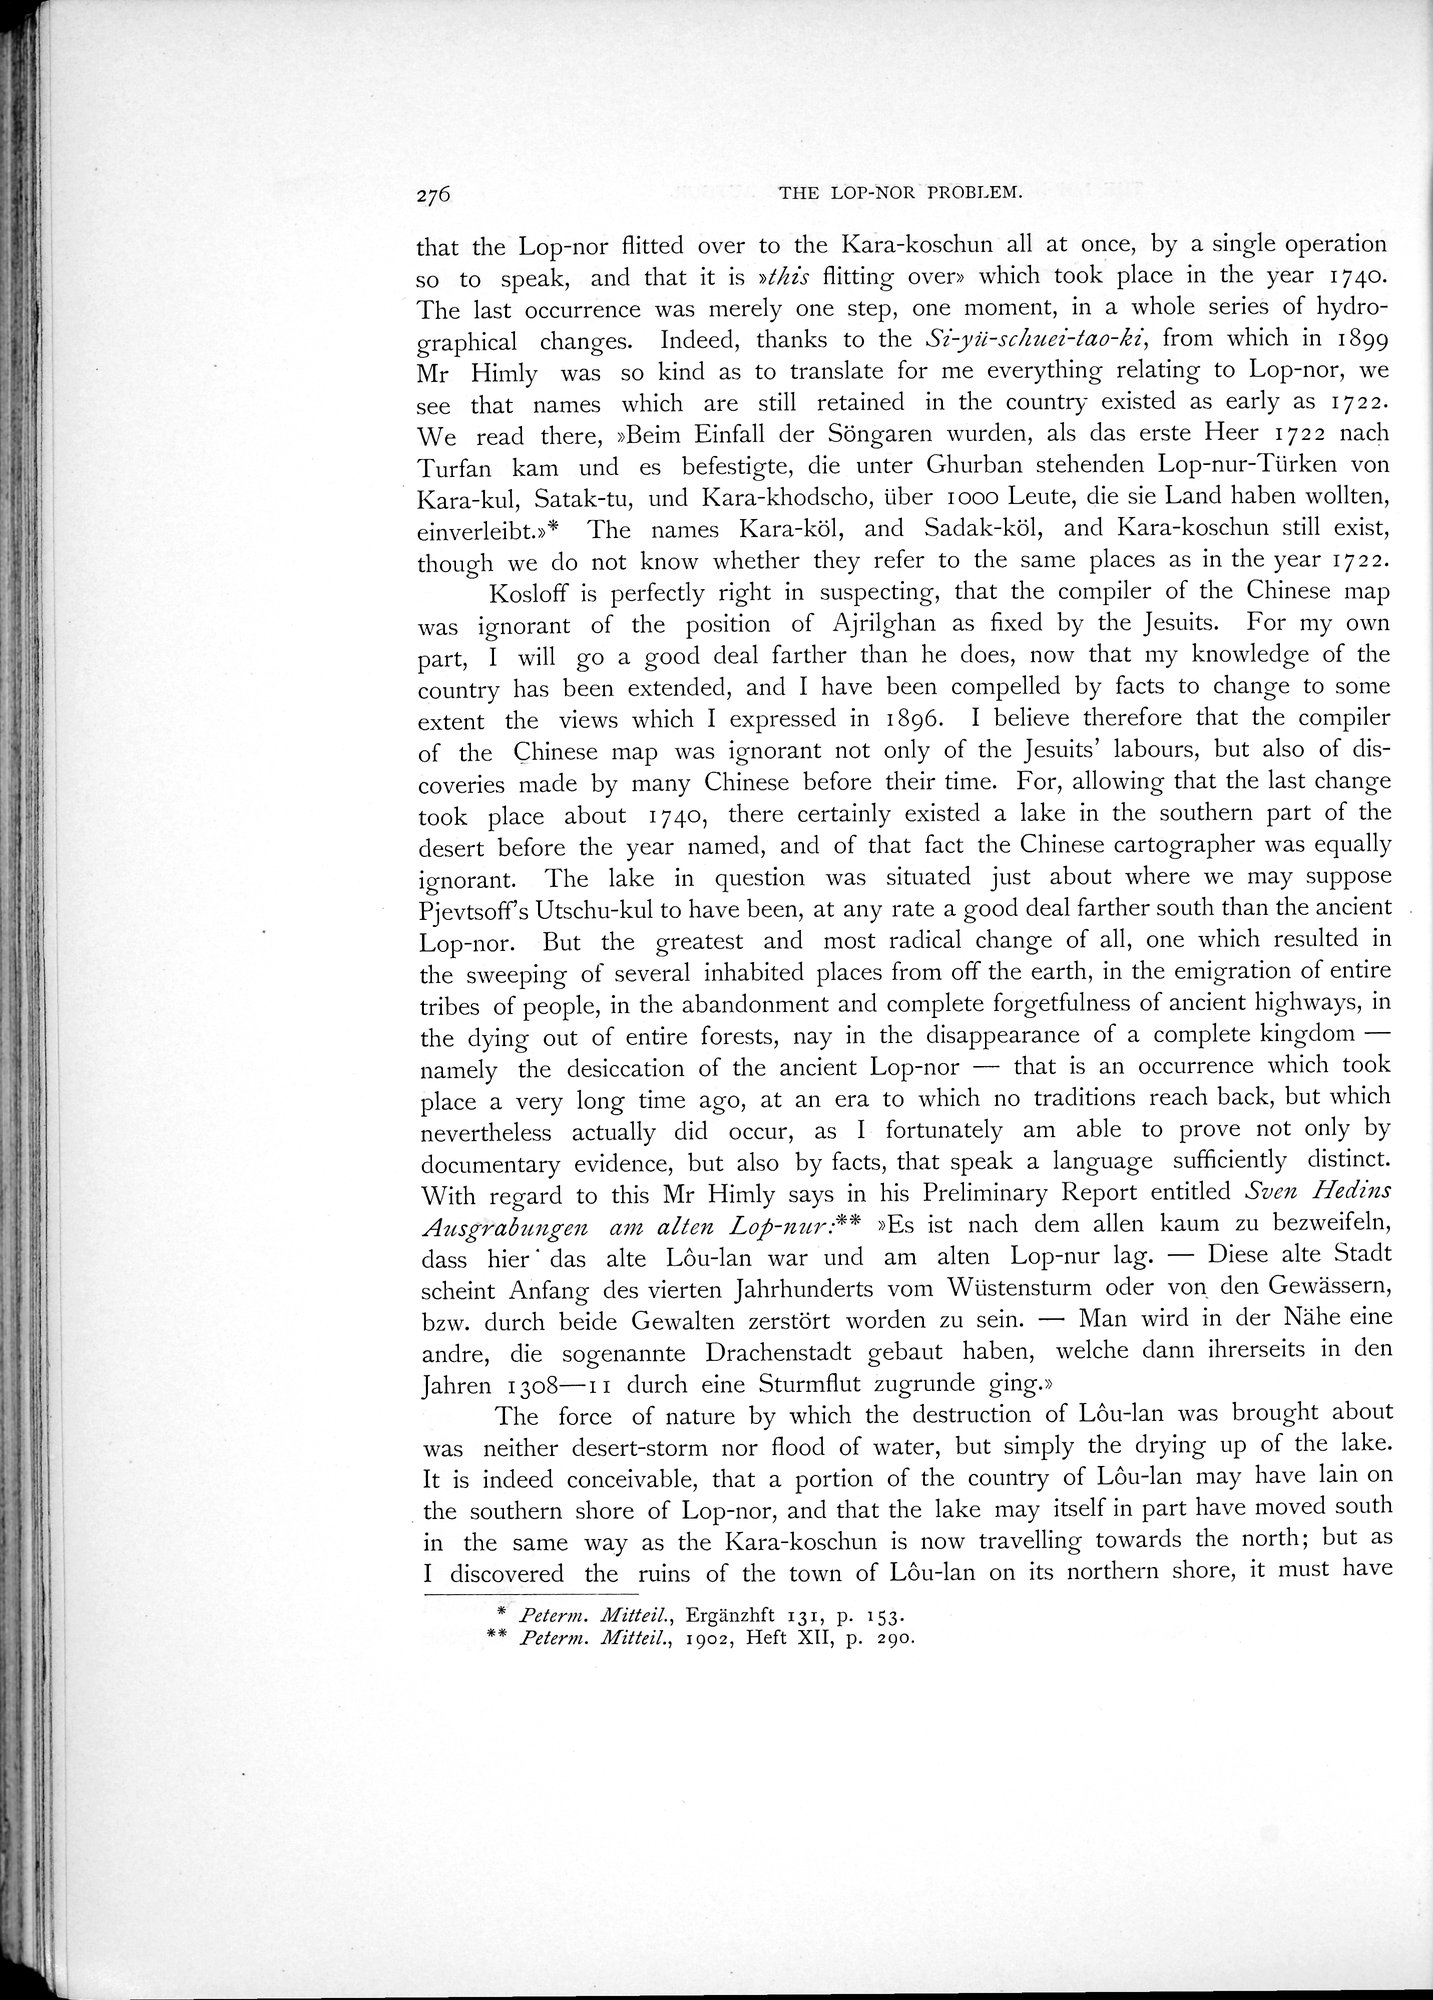 276 THE LOP-NOR PROBLEM.
that the Lop-nor flitted over to the Kara-koschun all at once, by a single operation
so to speak, and that it is »this flitting over» which took place in the year 1740.
The last occurrence was merely one step, one moment, in a whole series of hydro-
graphical changes. Indeed, thanks to the Si-yü-schuei-tao-ki, from which in 1899
Mr Himly was so kind as to translate for me everything relating to Lop-nor, we
see that names which are still retained in the country existed as early as 1722.
We read there, »Beim Einfall der Söngaren wurden, als das erste Heer 1722 nach
Turfan kam und es befestigte, die unter Ghurban stehenden Lop-nur-Türken von
Kara-kul, Satak-tu, und Kara-khodscho, über 1000 Leute, die sie Land haben wollten,
einverleibt.»* The names Kara-köl, and Sadak-köl, and Kara-koschun still exist,
though we do not know whether they refer to the same places as in the year 1722.
Kosloff is perfectly right in suspecting, that the compiler of the Chinese map
was ignorant of the position of Ajrilghan as fixed by the Jesuits. For my own
part, I will go a good deal farther than he does, now that my knowledge of the
country has been extended, and I have been compelled by facts to change to some
extent the views which I expressed in 1896. I believe therefore that the compiler
of the Chinese map was ignorant not only of the Jesuits' labours, but also of dis-
coveries made by many Chinese before their time. For, allowing that the last change
took place about 1740, there certainly existed a lake in the southern part of the
desert before the year named, and of that fact the Chinese cartographer was equally
ignorant. The lake in question was situated just about where we may suppose
Pjevtsoff's Utschu-kul to have been, at any rate a good deal farther south than the ancient
Lop-nor. But the greatest and most radical change of all, one which resulted in
the sweeping of several inhabited places from off the earth, in the emigration of entire
tribes of people, in the abandonment and complete forgetfulness of ancient highways, in
the dying out of entire forests, nay in the disappearance of a complete kingdom —
namely the desiccation of the ancient Lop-nor — that is an occurrence which took
place a very long time ago, at an era to which no traditions reach back, but which
nevertheless actually did occur, as I fortunately am able to prove not only by
documentary evidence, but also by facts, that speak a language sufficiently distinct.
With regard to this Mr Himly says in his Preliminary Report entitled Sven Hedins
Ausgrabungen am alten Lop-nur:** »Es ist nach dem allen kaum zu bezweifeln,
dass hier das alte Lôu-lan war und am alten Lop-nur lag. — Diese alte Stadt
scheint Anfang des vierten Jahrhunderts vom Wüstensturm oder von den Gewässern,
bzw. durch beide Gewalten zerstört worden zu sein. — Man wird in der Nähe eine
andre, die sogenannte Drachenstadt gebaut haben, welche dann ihrerseits in den
Jahren 1308—11 durch eine Sturmflut zugrunde ging.»
The force of nature by which the destruction of Lôu-lan was brought about
was neither desert-storm nor flood of water, but simply the drying up of the lake.
It is indeed conceivable, that a portion of the country of Lôu-lan may have lain on
the southern shore of Lop-nor, and that the lake may itself in part have moved south
in the same way as the Kara-koschun is now travelling towards the north; but as
I discovered the ruins of the town of Lôu-lan on its northern shore, it must have
* Peterm. Mitteil., Ergänzhft 131, p. 153.
** Peterm. Mitteil., 1902, Heft XII, p. 290.